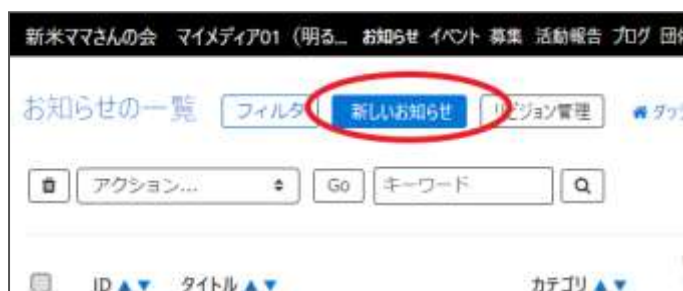 新米ママさんの会 マイメディア01（明る... お知らせ イベント 募集 活動報告 ブログ
お知らせの一覧 フィルタ 新しいお知らせ リビジョン管理
アクション... Go キーワード
ID▲▼ タイトル▲▼ カテゴリ▲▼